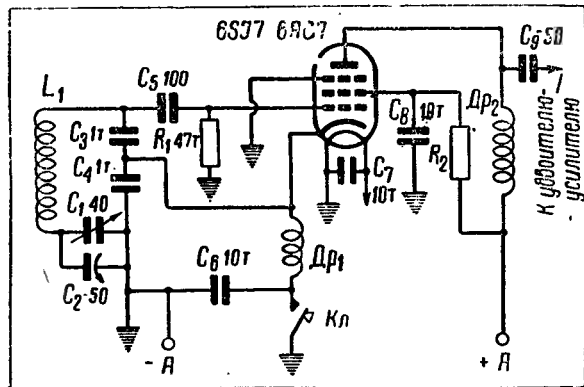 6SJ7 6AC7
C₉-50
L₁
C₅ 100
C₃ 1т
R₁ 47т
C₈ 10т
Др₂
C₄ 1т.
R₂
C₇
10т
C₁ 40
C₂-50
C₆ 10т
Др₁
Кл
К удвоителю-
-усилителю
- А
+ А